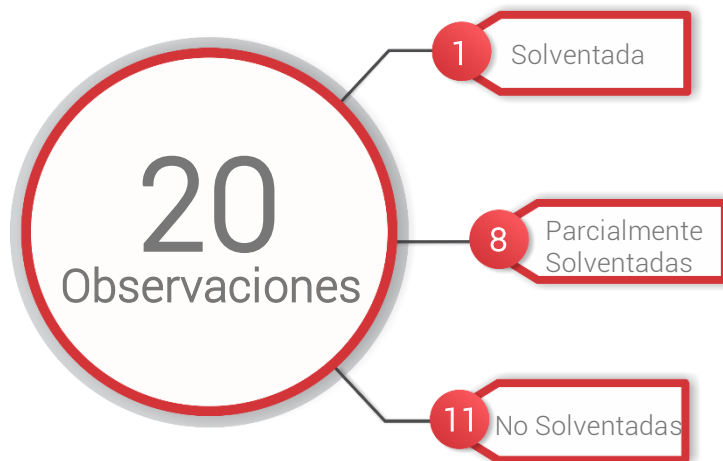 20
Observaciones
1
Solventada
8
Parcialmente
Solventadas
11
No Solventadas